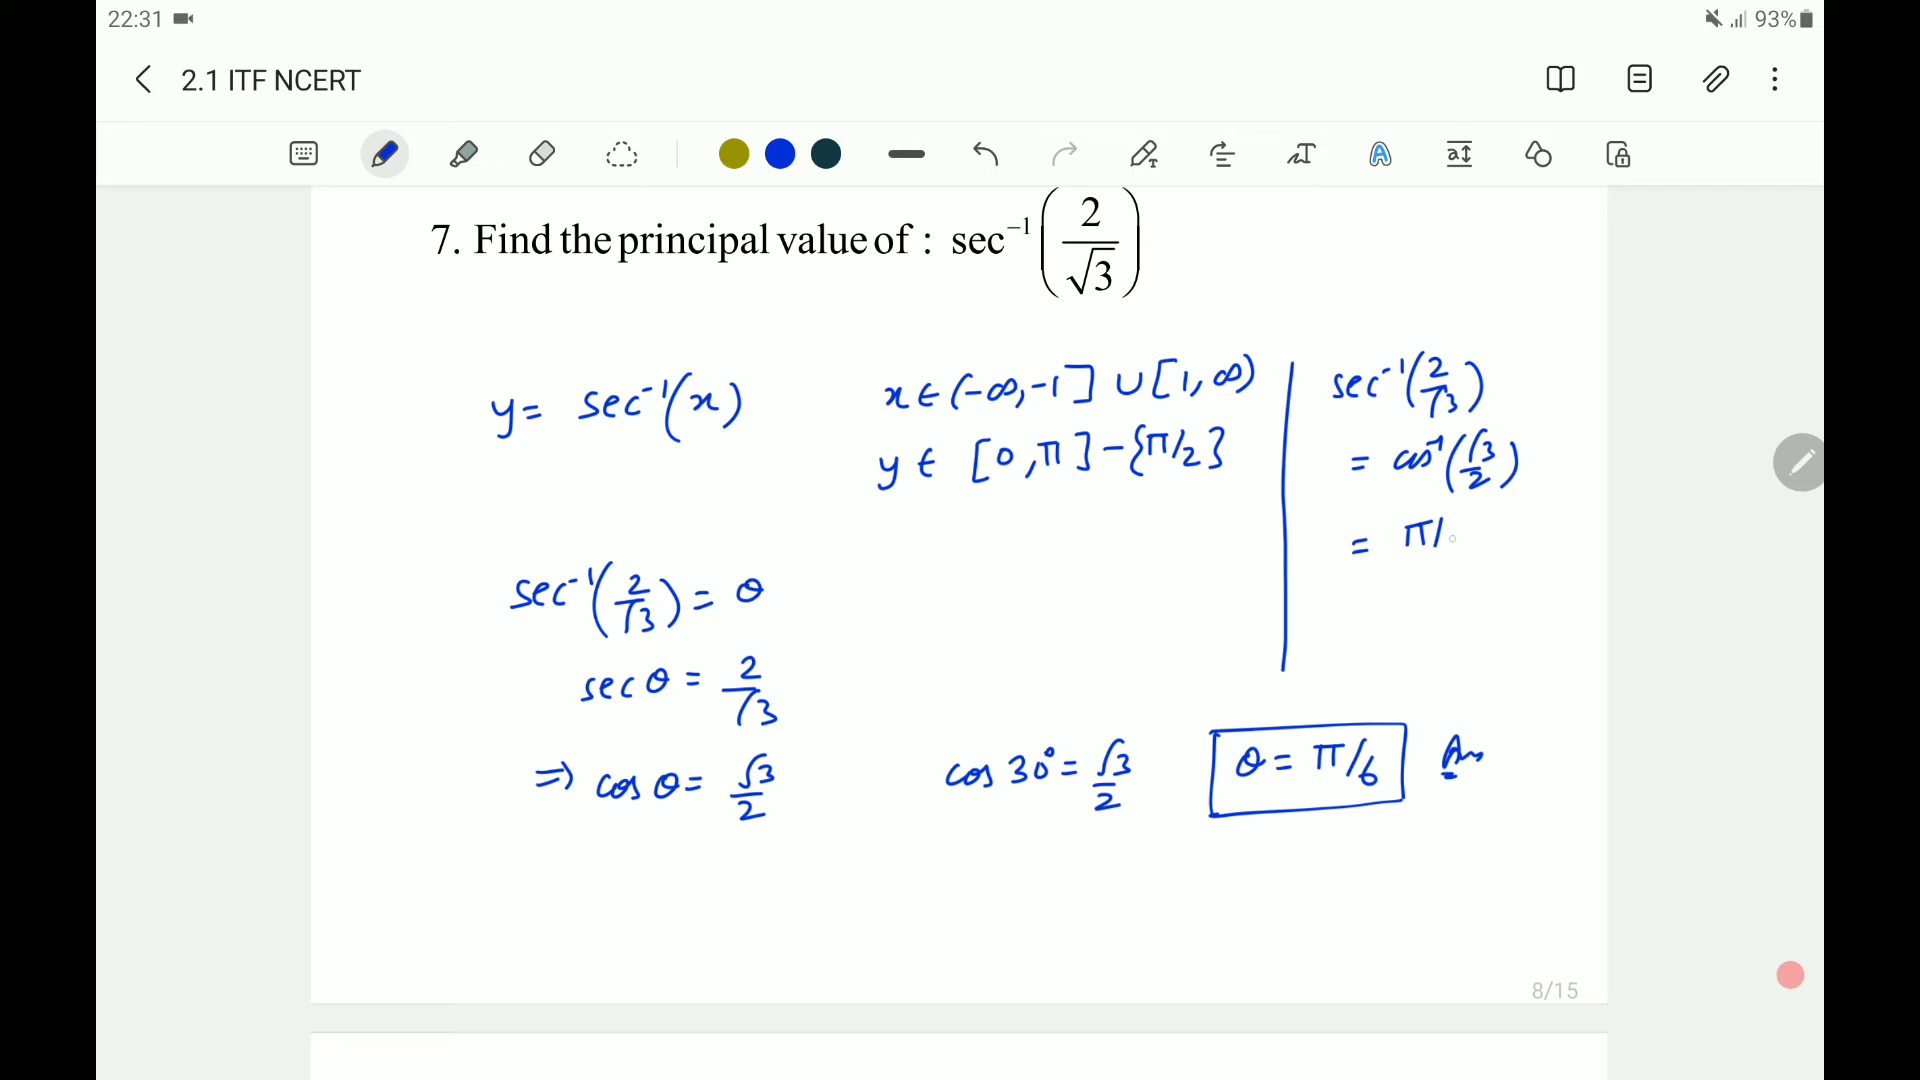 22:31
93%
2.1 ITF NCERT
7. Find the principal value of : sec⁻¹(2/√3)
y = sec⁻¹(x)
x ∈ (-∞, -1] ∪ [1, ∞)
y ∈ [0, π] - {π/2}
sec⁻¹(2/√3) = θ
sec θ = 2/√3
⇒ cos θ = √3/2
cos 30° = √3/2
θ = π/6 Ans
sec⁻¹(2/√3)
= cos⁻¹(√3/2)
= π/
8/15